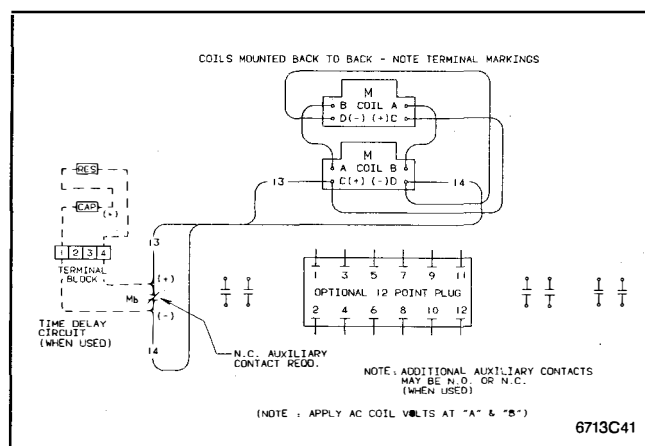 COILS MOUNTED BACK TO BACK - NOTE TERMINAL MARKINGS
M
B COIL A
D(-) (+)C
M
A COIL B
C(+) (-)D
13
14
RES
CAP
(+)
1 2 3 4
TERMINAL
BLOCK
13
(+)
Mb
(-)
14
TIME DELAY
CIRCUIT
(WHEN USED)
N.C. AUXILIARY
CONTACT REQD.
1 3 5 7 9 11
OPTIONAL 12 POINT PLUG
2 4 6 8 10 12
NOTE: ADDITIONAL AUXILIARY CONTACTS
MAY BE N.O. OR N.C.
(WHEN USED)
(NOTE : APPLY AC COIL VOLTS AT "A" & "B")
6713C41